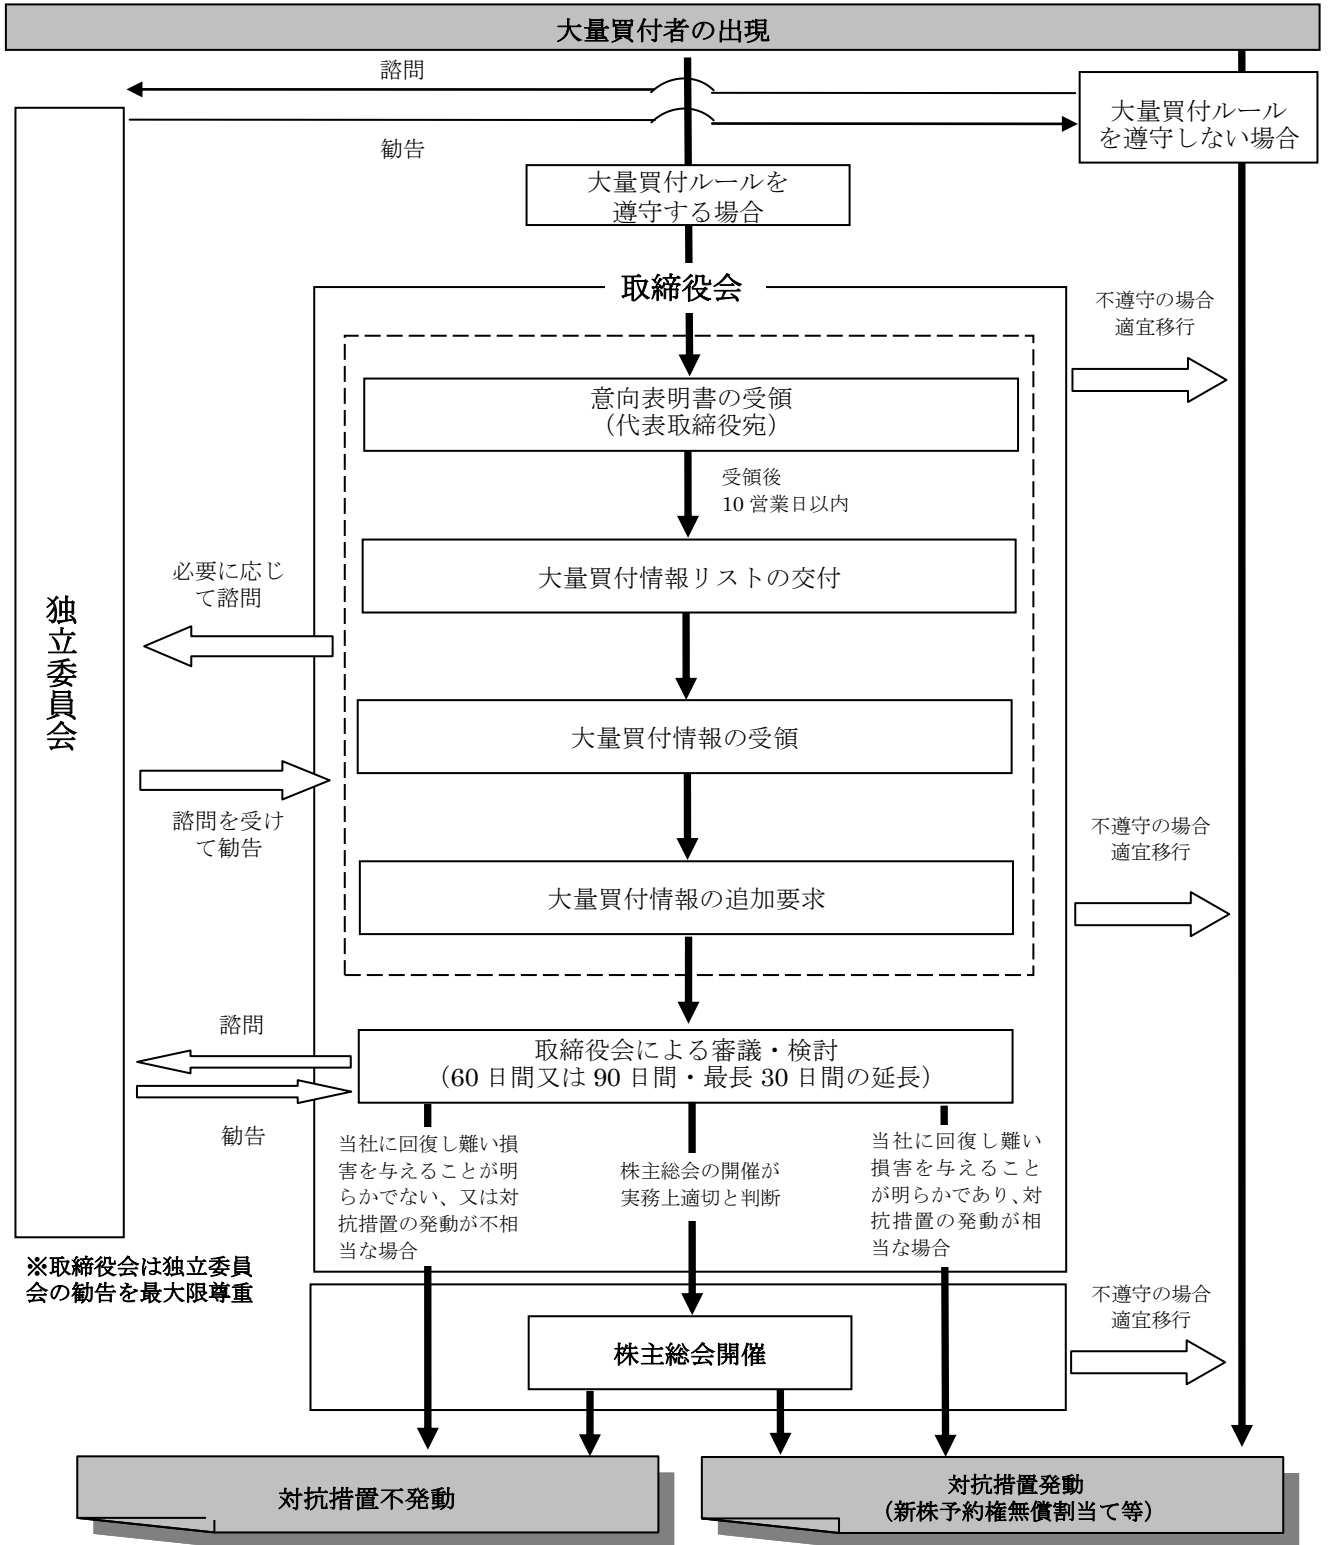 大量買付者の出現
諮問
大量買付ルール
を遵守しない場合
勧告
大量買付ルールを
遵守する場合
取締役会
不遵守の場合
適宜移行
意向表明書の受領
（代表取締役宛）
受領後
10 営業日以内
大量買付情報リストの交付
必要に応じ
て諮問
独立委員会
大量買付情報の受領
諮問を受け
て勧告
不遵守の場合
適宜移行
大量買付情報の追加要求
諮問
取締役会による審議・検討
（60 日間又は 90 日間・最長 30 日間の延長）
勧告
当社に回復し難い損
害を与えることが明
らかでない、又は対
抗措置の発動が不相
当な場合
株主総会の開催が
実務上適切と判断
当社に回復し難い
損害を与えること
が明らかであり、対
抗措置の発動が相
当な場合
※取締役会は独立委員
会の勧告を最大限尊重
不遵守の場合
適宜移行
株主総会開催
対抗措置不発動
対抗措置発動
（新株予約権無償割当て等）